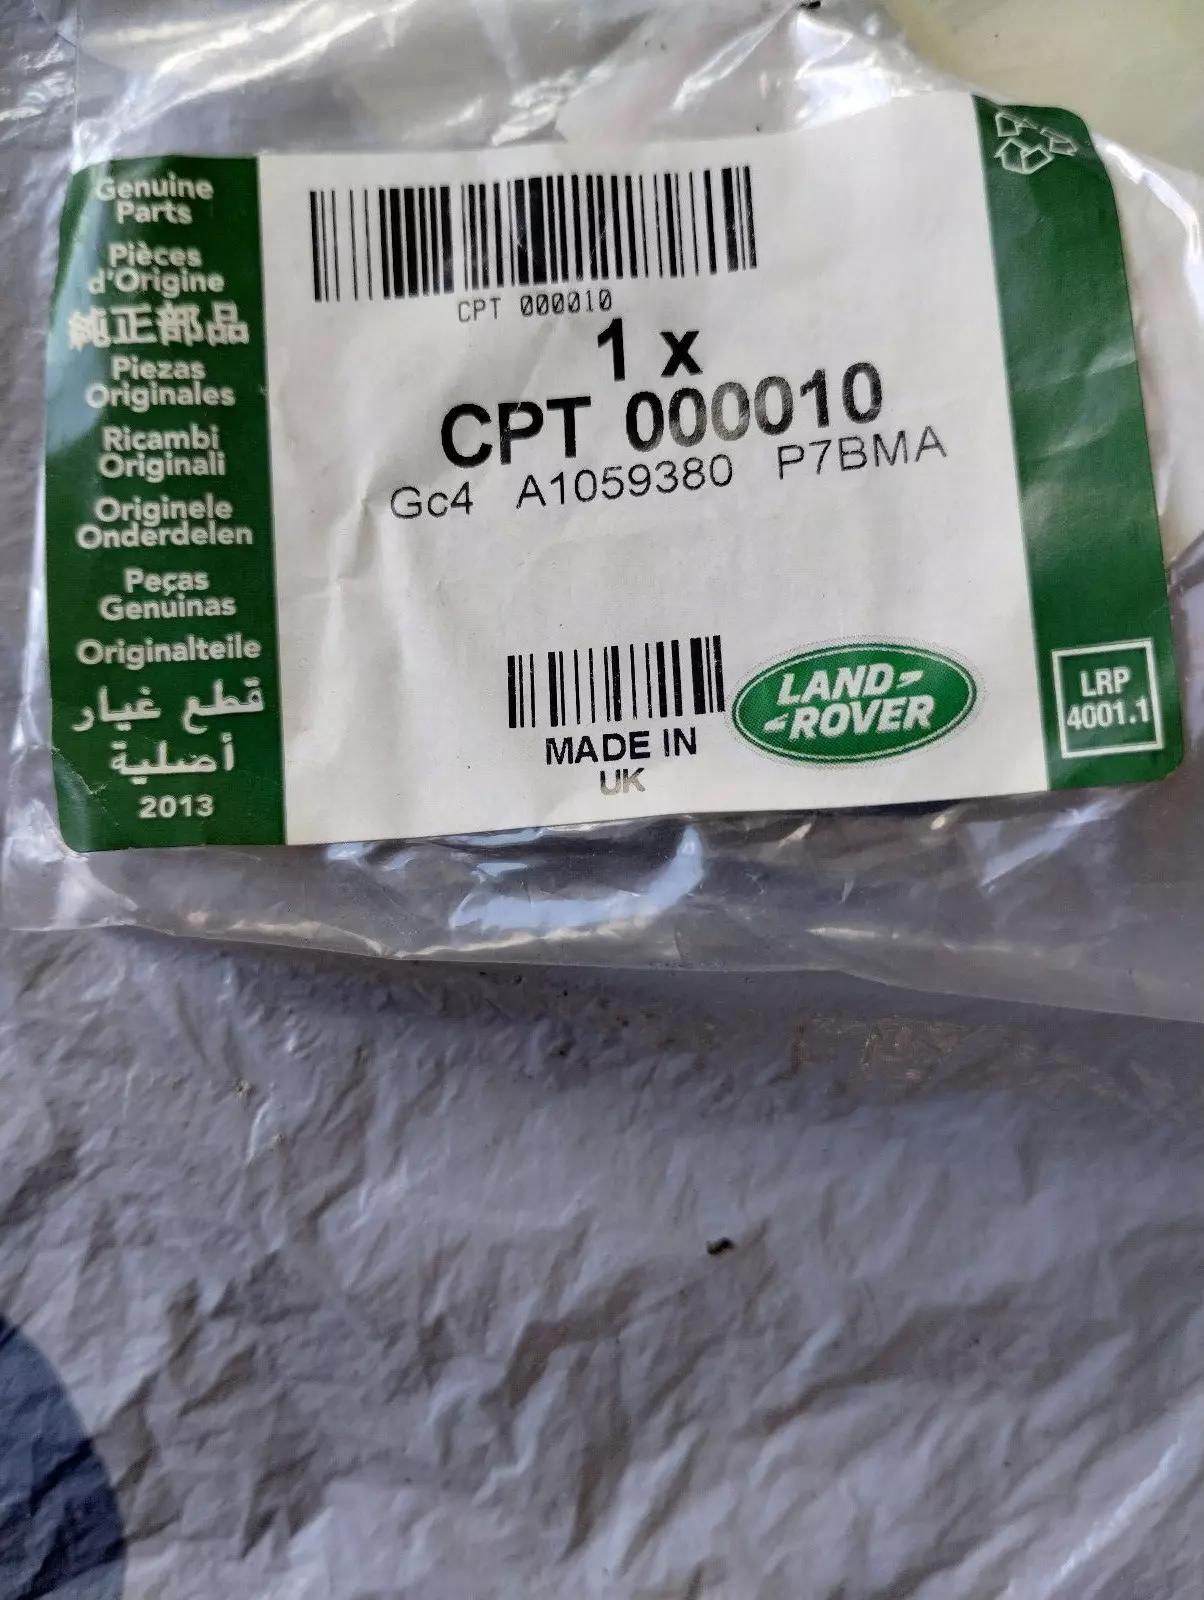 Genuine
Parts
Pièces
d'Origine
純正部品
Piezas
Originales
Ricambi
Originali
Originele
Onderdelen
Peças
Genuinas
Originalteile
قطع غيار
أصلية
2013
CPT 000010
1 x
CPT 000010
Gc4 A1059380 P7BMA
MADE IN
UK
LAND-
-ROVER
LRP
4001.1